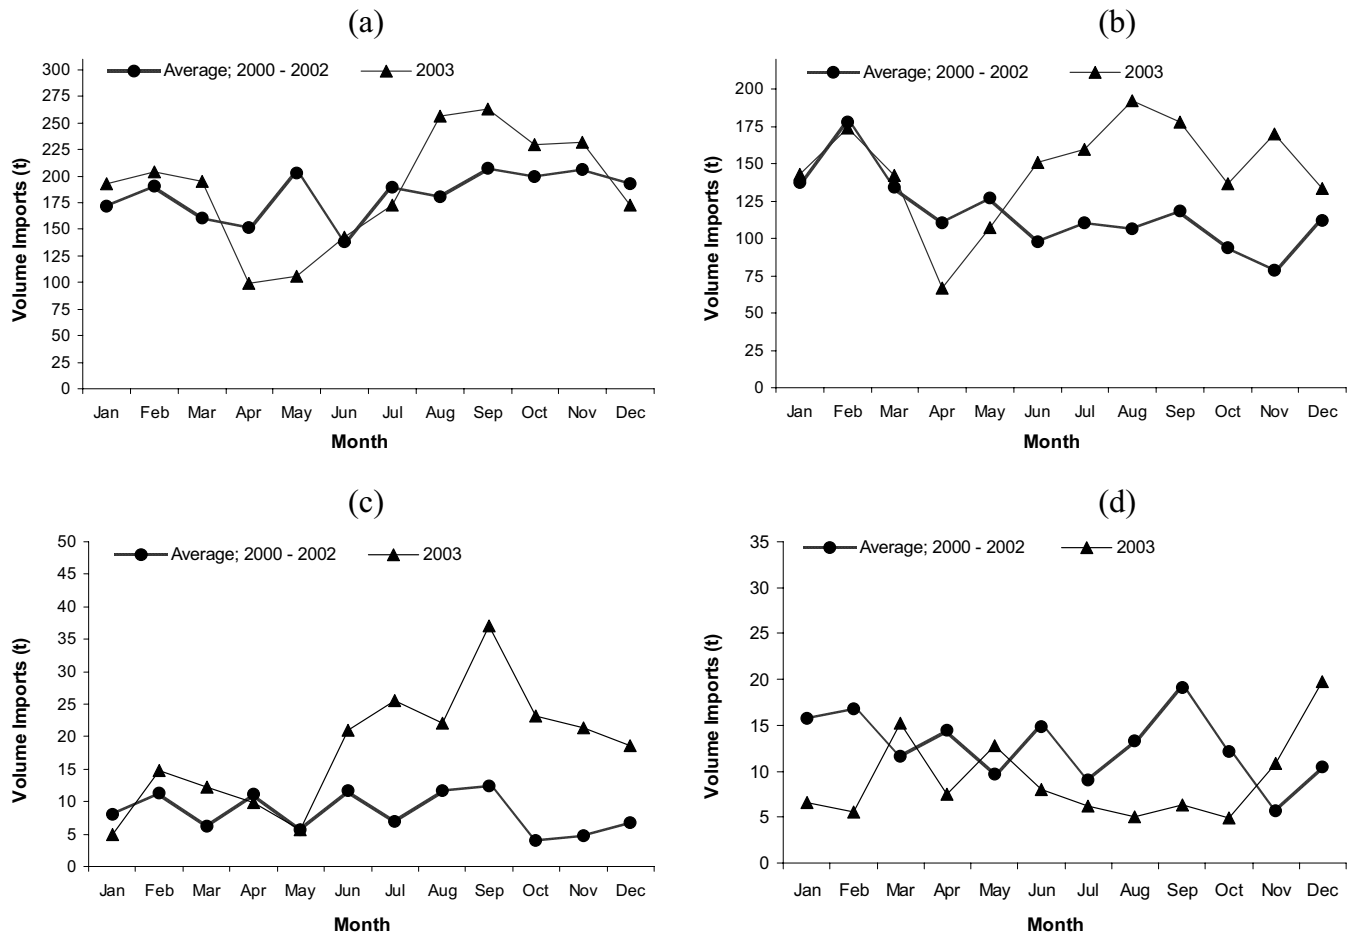 (a)
Average; 2000 - 2002 2003
300
275
250
225
200
175
150
125
100
75
50
25
0
Volume Imports (t)
Jan Feb Mar Apr May Jun Jul Aug Sep Oct Nov Dec
Month
(b)
Average; 2000 - 2002 2003
200
175
150
125
100
75
50
25
0
Volume Imports (t)
Jan Feb Mar Apr May Jun Jul Aug Sep Oct Nov Dec
Month
(c)
Average; 2000 - 2002 2003
50
45
40
35
30
25
20
15
10
5
0
Volume Imports (t)
Jan Feb Mar Apr May Jun Jul Aug Sep Oct Nov Dec
Month
(d)
Average; 2000 - 2002 2003
35
30
25
20
15
10
5
0
Volume Imports (t)
Jan Feb Mar Apr May Jun Jul Aug Sep Oct Nov Dec
Month